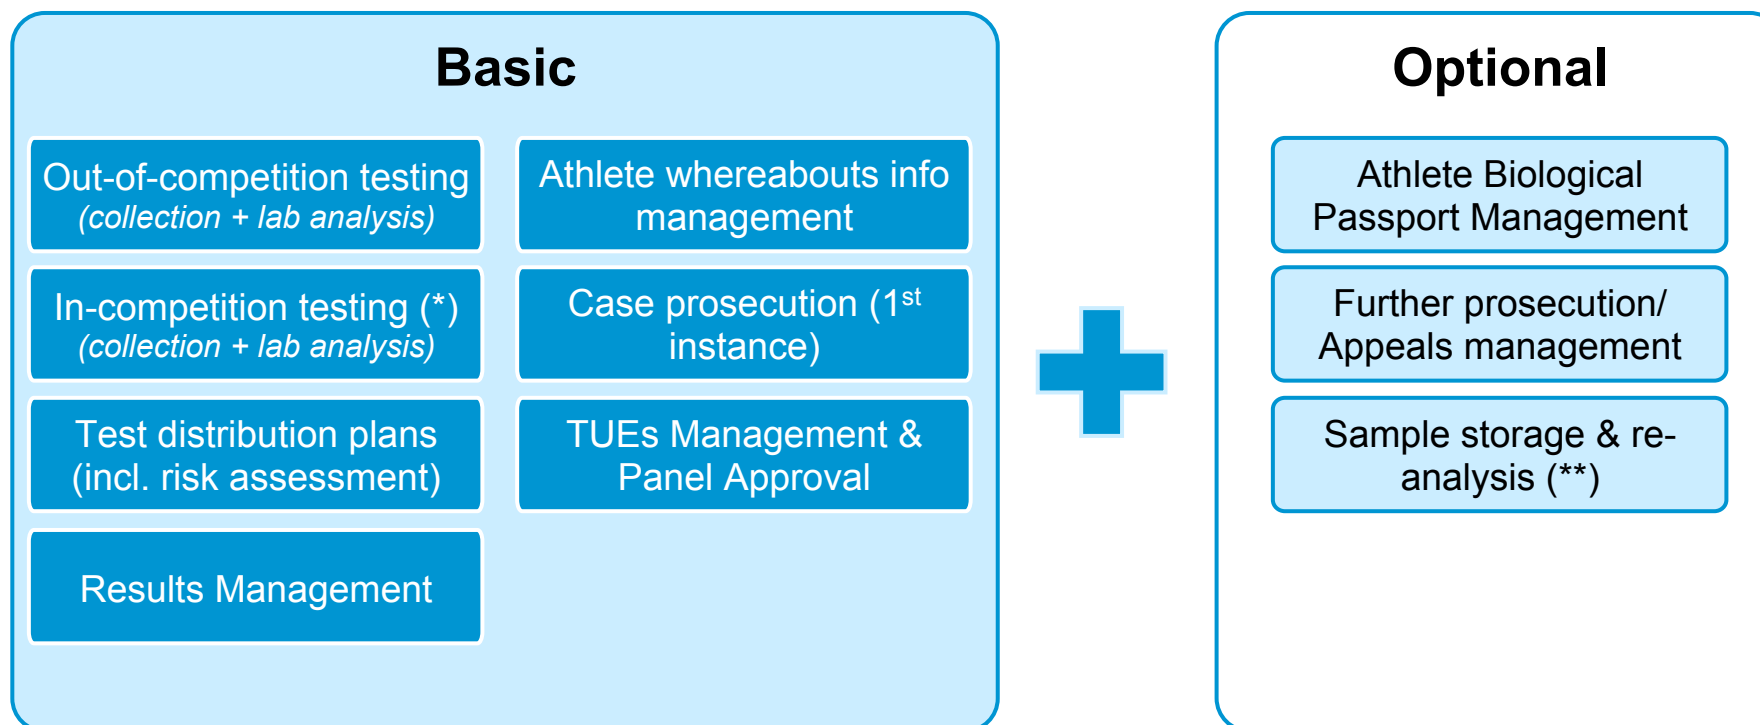 Basic
Out-of-competition testing
(collection + lab analysis)
In-competition testing (*)
(collection + lab analysis)
Test distribution plans
(incl. risk assessment)
Results Management
Athlete whereabouts info
management
Case prosecution (1st
instance)
TUEs Management &
Panel Approval
Optional
Athlete Biological
Passport Management
Further prosecution/
Appeals management
Sample storage & re-
analysis (**)